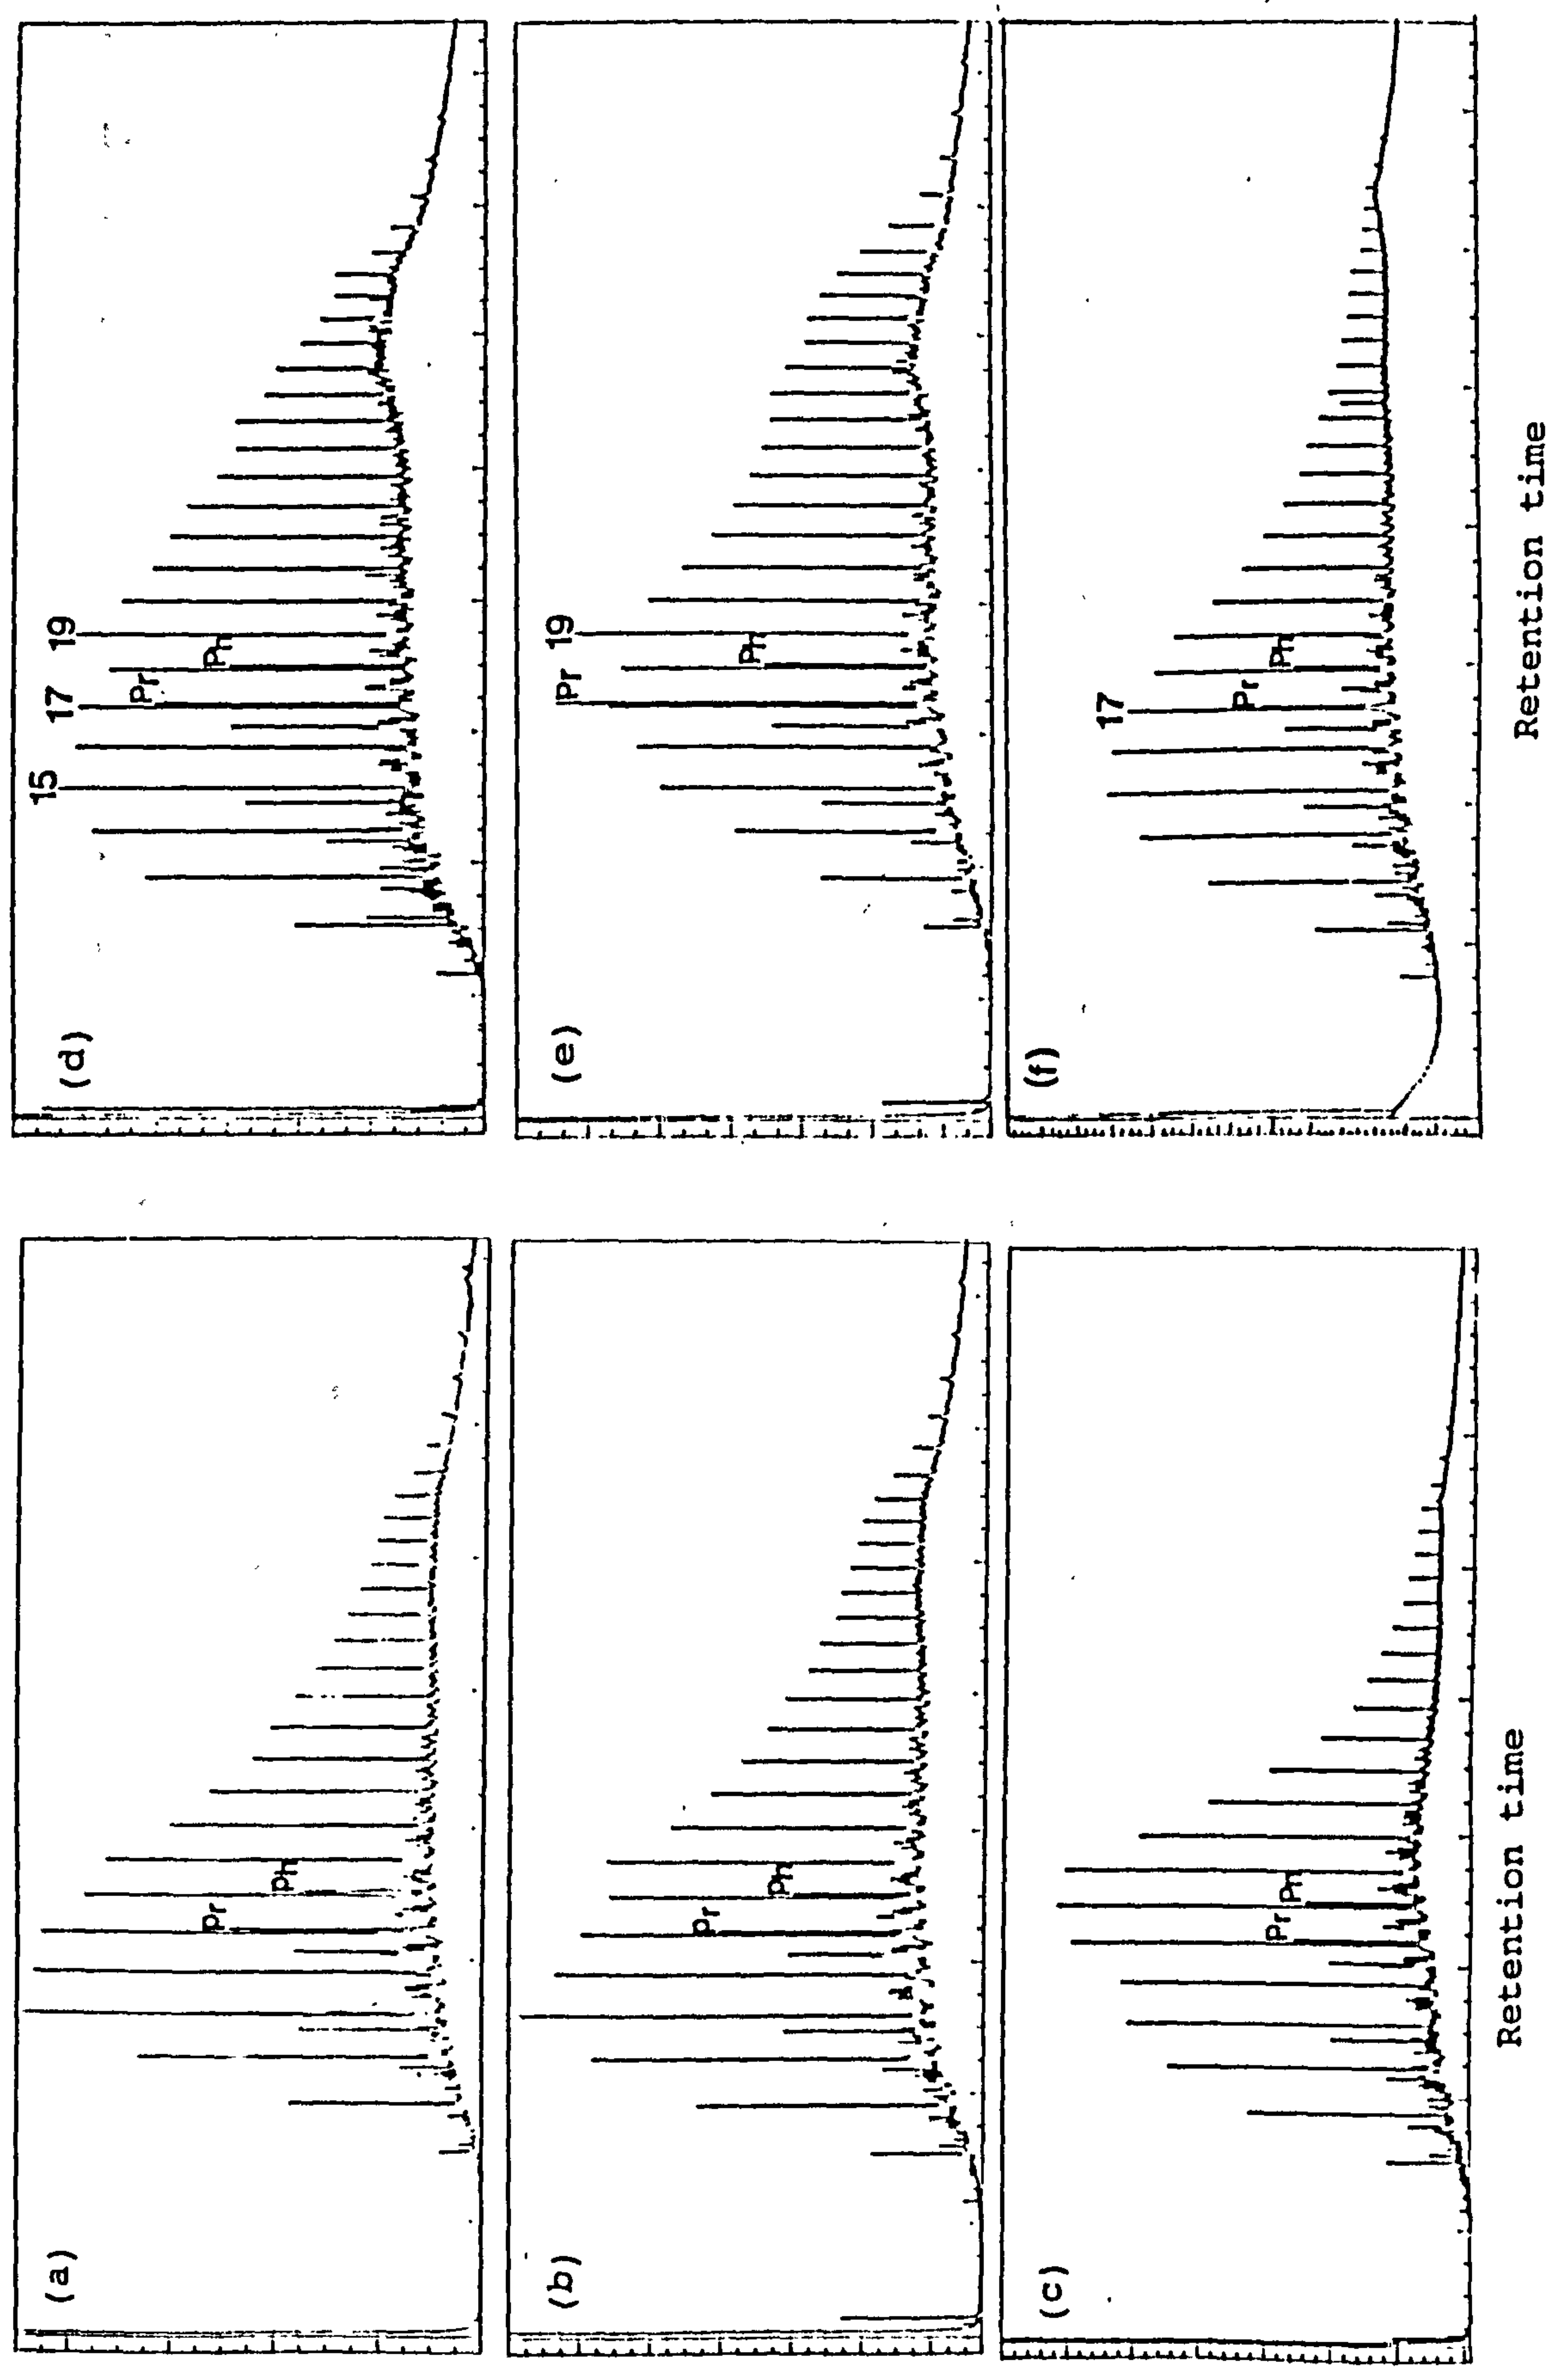 (a)
Pr
Ph
(b)
Pr
Ph
(c)
Pr
Ph
Retention time
(d)
15
17
Pr
Ph
19
(e)
Pr
Ph
19
(f)
17
Pr
Ph
Retention time